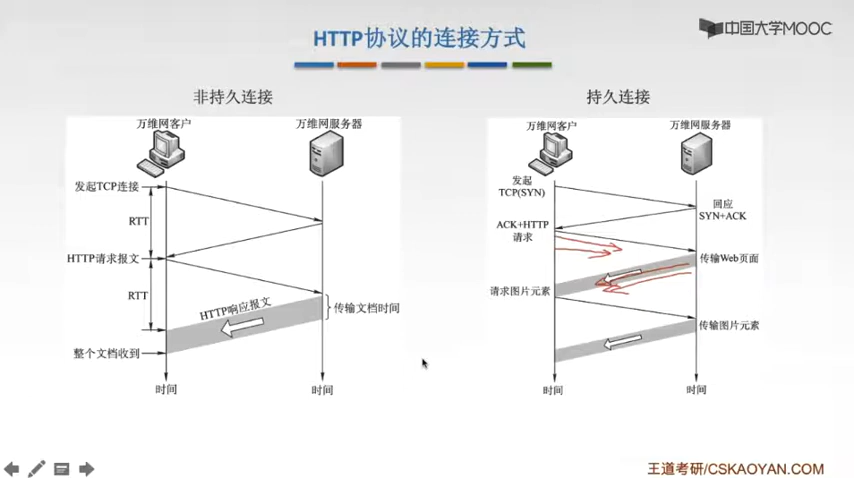 HTTP协议的连接方式
中国大学MOOC
非持久连接
万维网客户
万维网服务器
发起TCP连接
RTT
HTTP请求报文
RTT
HTTP响应报文
传输文档时间
整个文档收到
时间
时间
持久连接
万维网客户
万维网服务器
发起
TCP(SYN)
回应
SYN+ACK
ACK+HTTP
请求
传输Web页面
请求图片元素
传输图片元素
时间
时间
王道考研/CSKAOYAN.COM